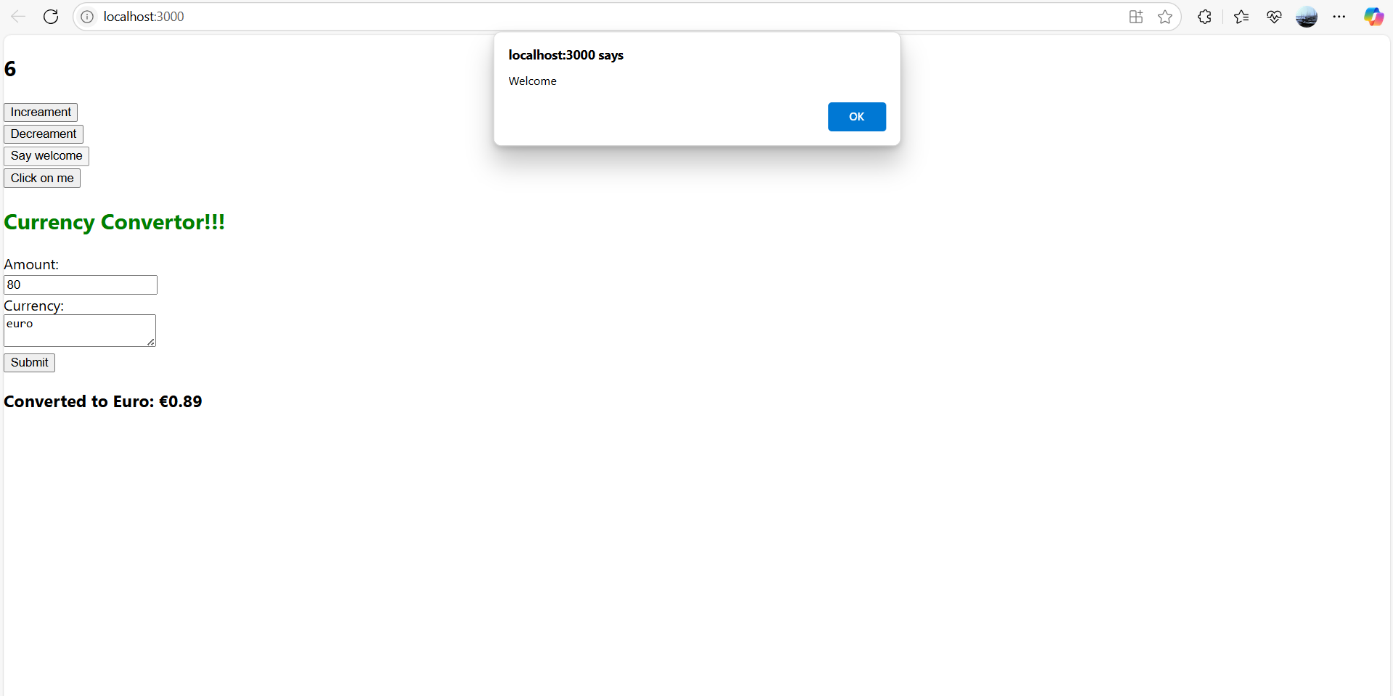 localhost:3000
localhost:3000 says
Welcome
OK
6
Increament
Decreament
Say welcome
Click on me
Currency Convertor!!!
Amount:
80
Currency:
euro
Submit
Converted to Euro: €0.89